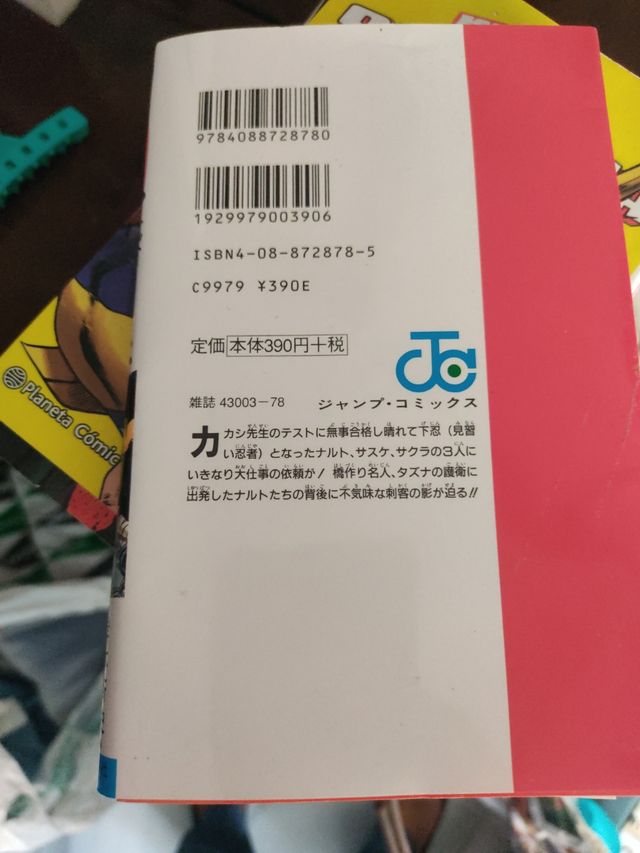 9784088728780
1929979003906
ISBN4-08-872878-5
C9979 ¥390E
定価 本体390円+税
雑誌 43003-78
ジャンプ・コミックス
カカシ先生のテストに無事合格し晴れて下忍(見習
い忍者)となったナルト、サスケ、サクラの3人に
いきなり大仕事の依頼が! 橋作り名人、タズナの護衛に
出発したナルトたちの背後に不気味な刺客の影が迫る!!
Planeta Cómic